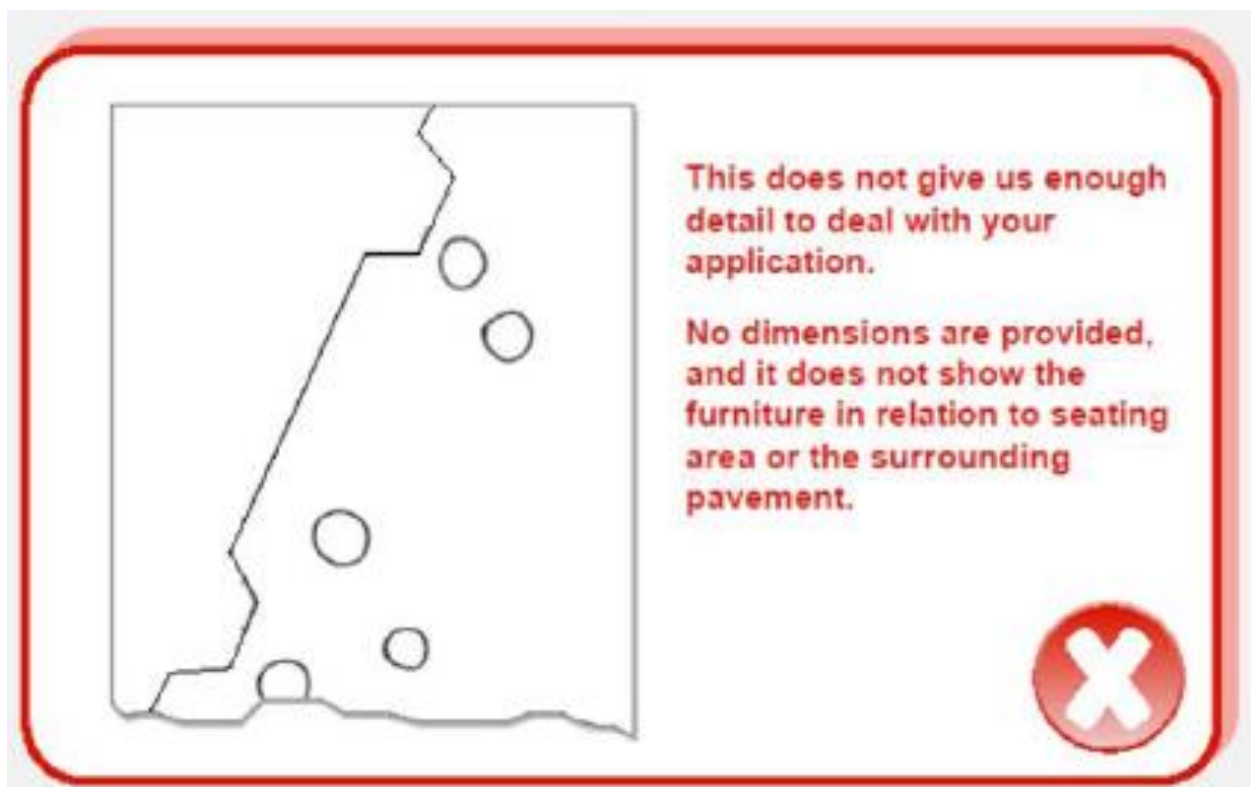 This does not give us enough
detail to deal with your
application.
No dimensions are provided,
and it does not show the
furniture in relation to seating
area or the surrounding
pavement.